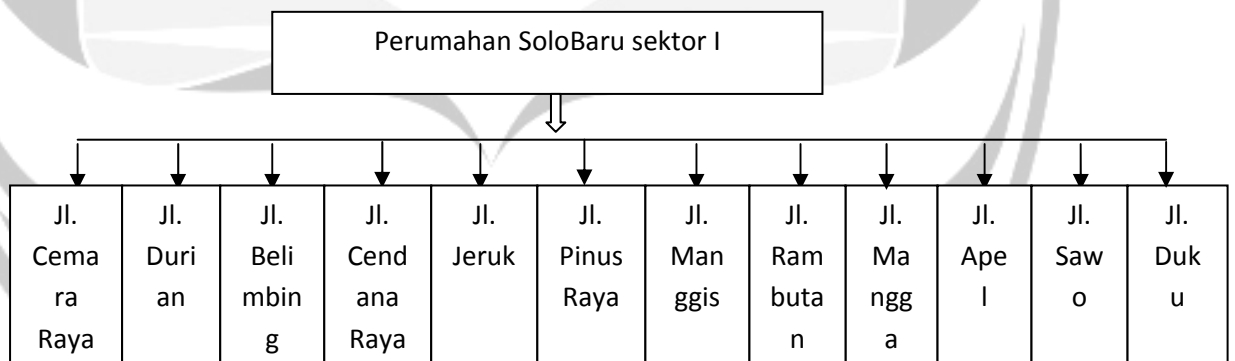 Perumahan SoloBaru sektor I
Jl.
Cema
ra
Raya
Jl.
Duri
an
Jl.
Beli
mbin
g
Jl.
Cend
ana
Raya
Jl.
Jeruk
Jl.
Pinus
Raya
Jl.
Man
ggis
Jl.
Ram
buta
n
Jl.
Ma
ngg
a
Jl.
Ape
l
Jl.
Saw
o
Jl.
Duk
u